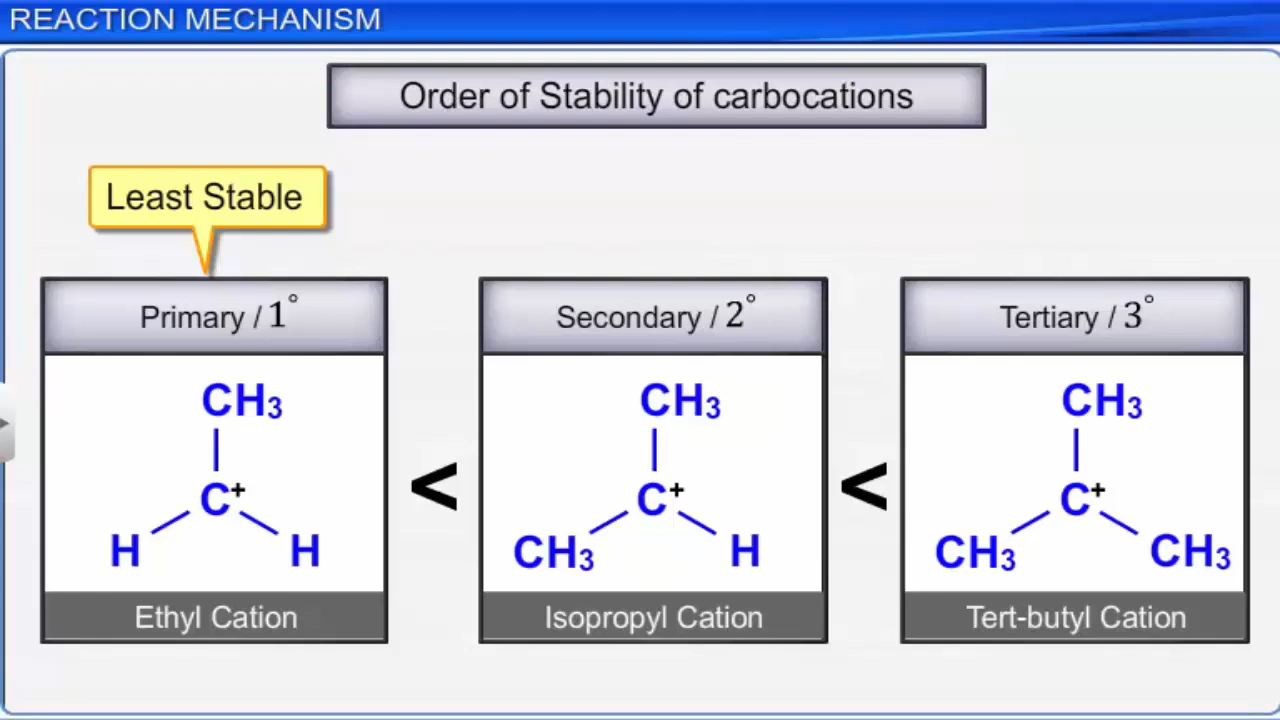 REACTION MECHANISM
Order of Stability of carbocations
Least Stable
Primary / 1°
CH₃
C⁺
H H
Ethyl Cation
<
Secondary / 2°
CH₃
C⁺
CH₃ H
Isopropyl Cation
<
Tertiary / 3°
CH₃
C⁺
CH₃ CH₃
Tert-butyl Cation